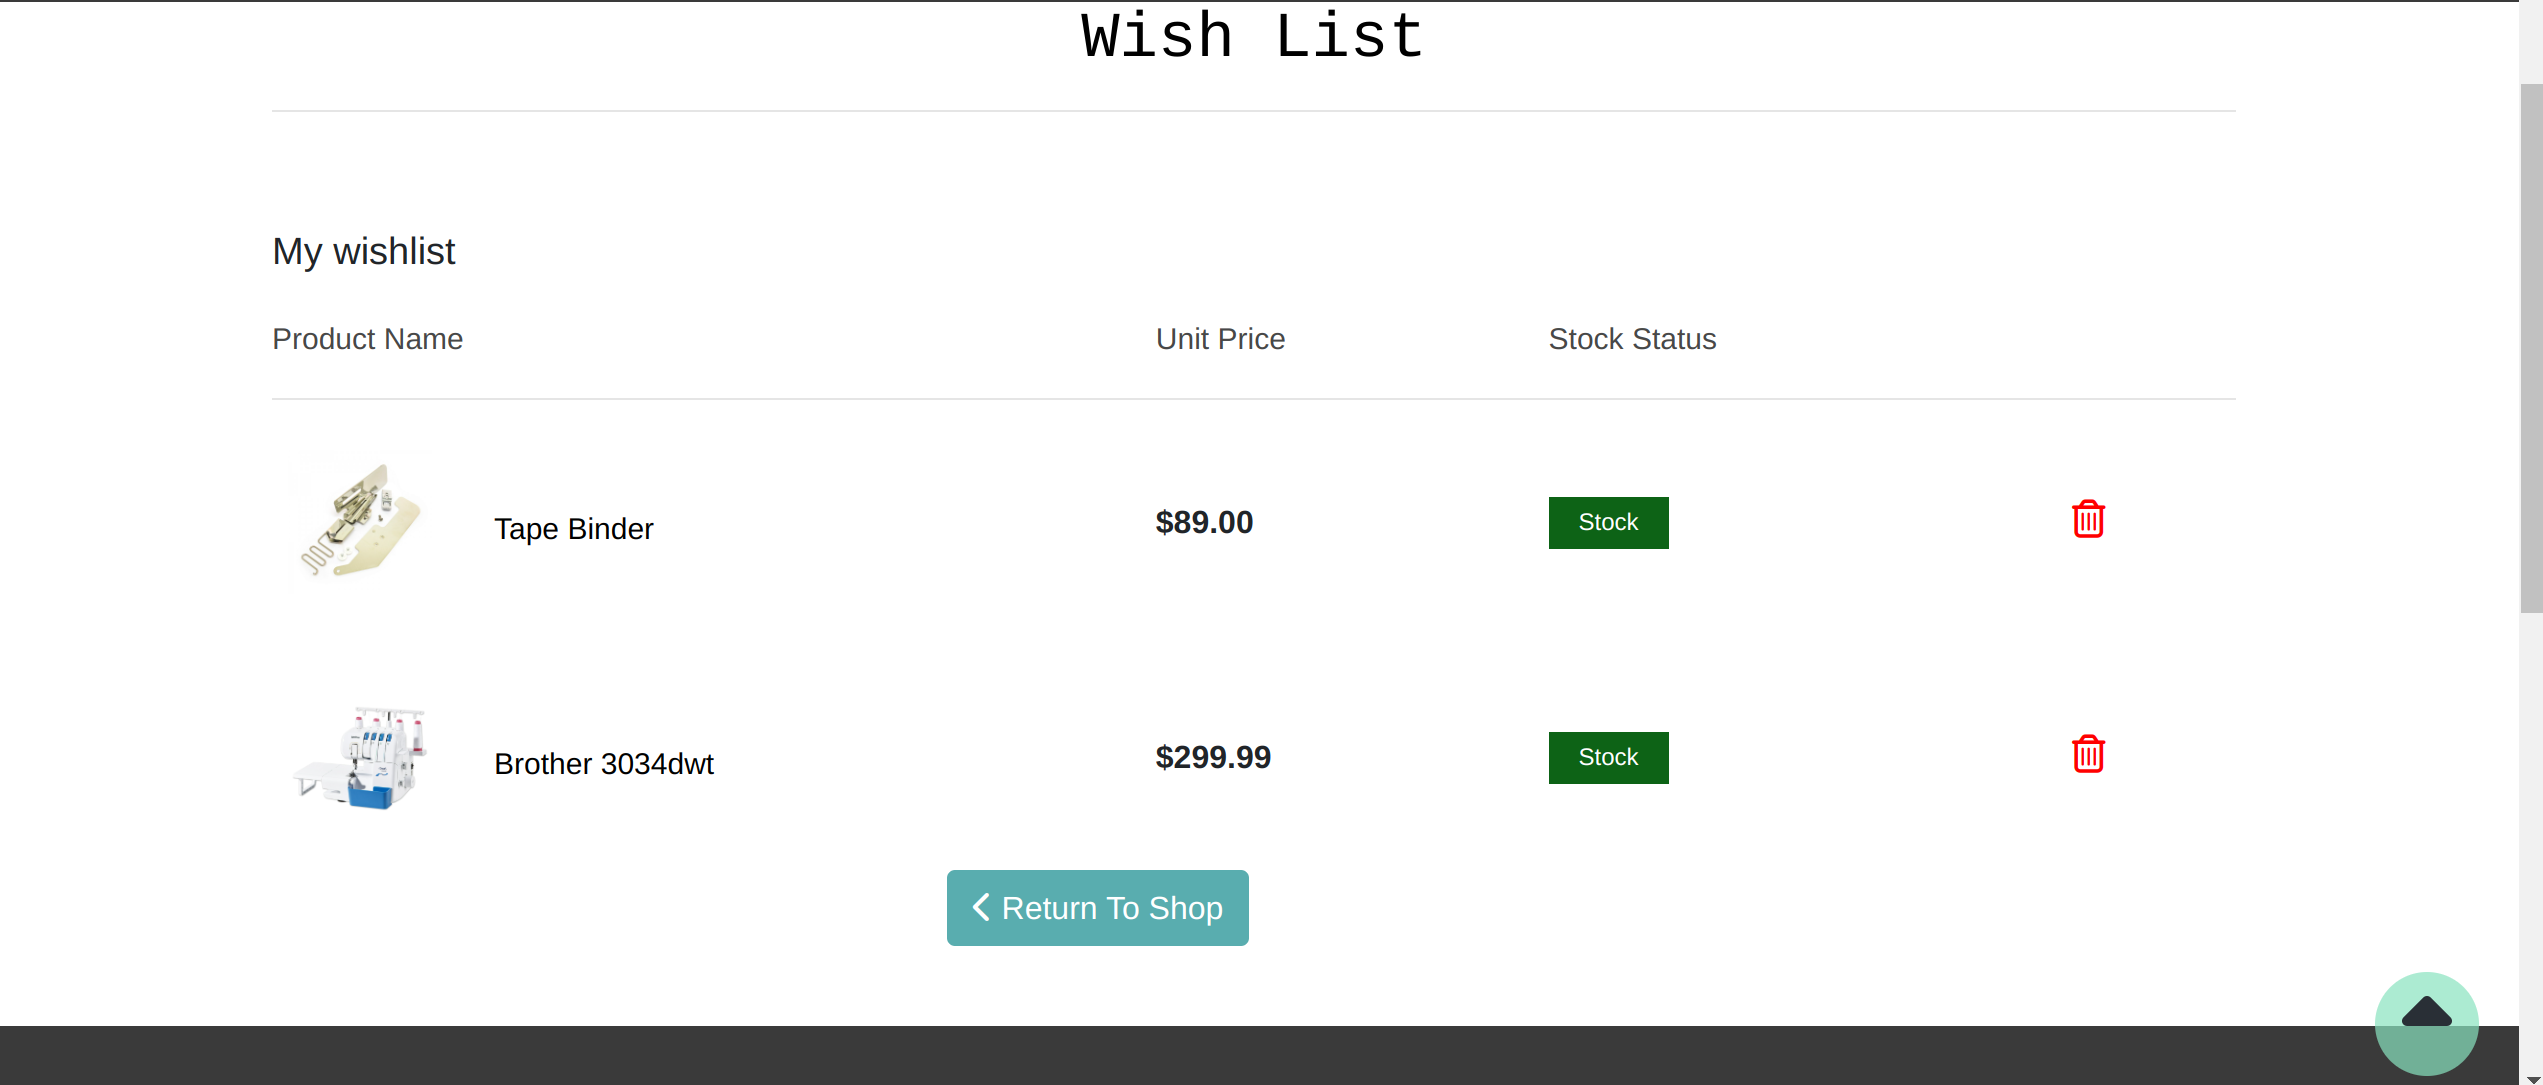 Wish List
My wishlist
Product Name Unit Price Stock Status
Tape Binder $89.00 Stock
Brother 3034dwt $299.99 Stock
Return To Shop